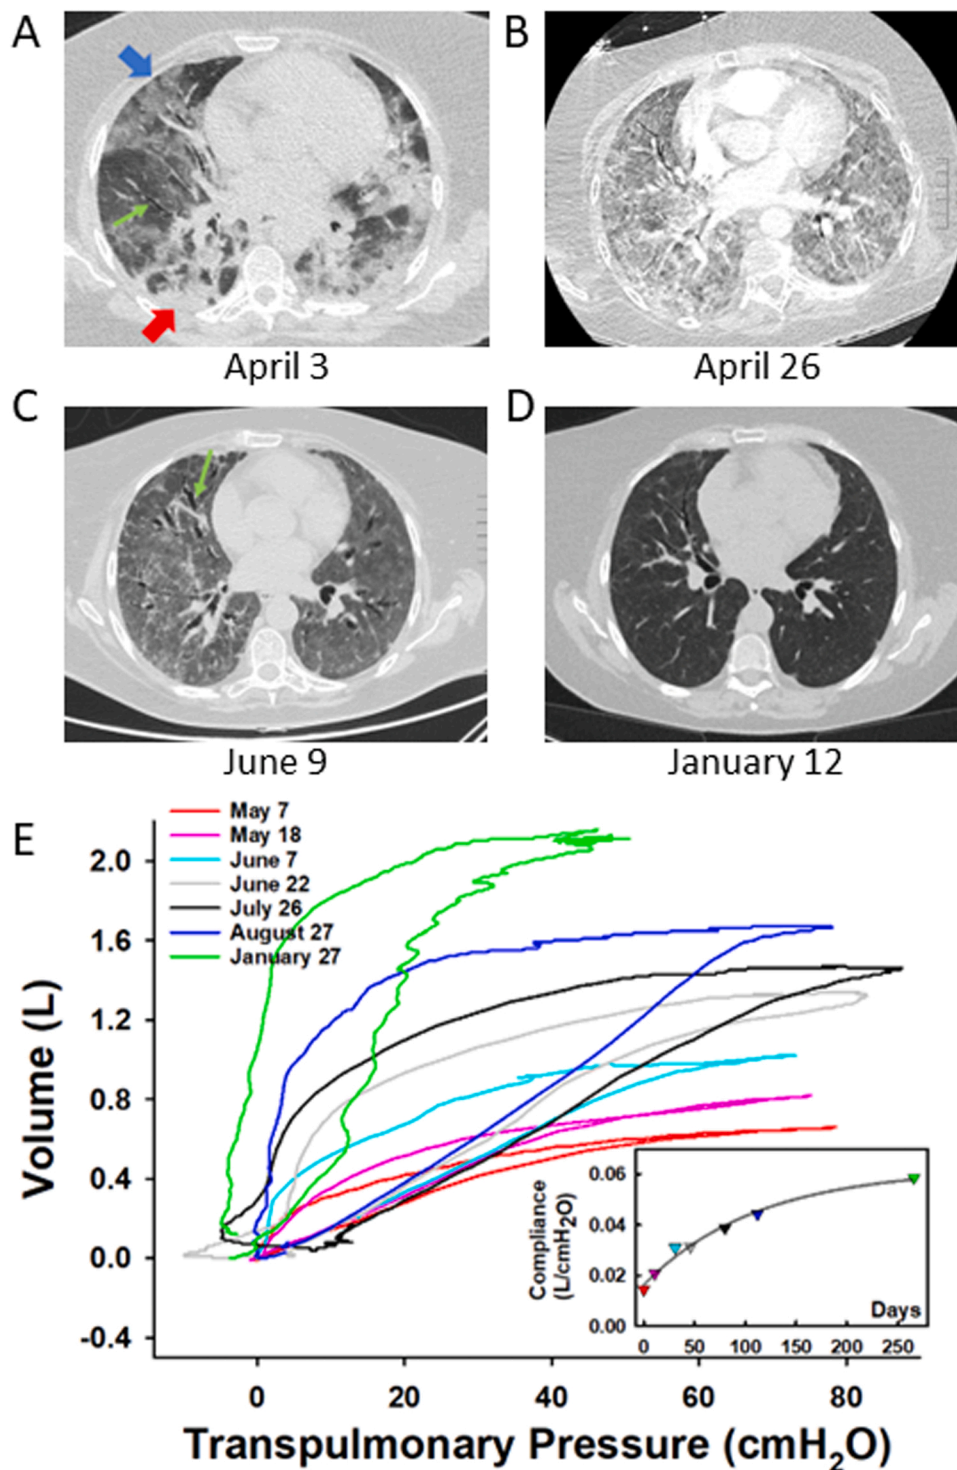 A
B
April 3
April 26
C
D
June 9
January 12
E
May 7
May 18
June 7
June 22
July 26
August 27
January 27
2.0
1.6
1.2
0.8
0.4
0.0
-0.4
Volume (L)
0 20 40 60 80
Transpulmonary Pressure (cmH₂O)
Compliance
(L/cmH₂O)
0.06
0.04
0.02
0.00
Days
0 50 100 150 200 250